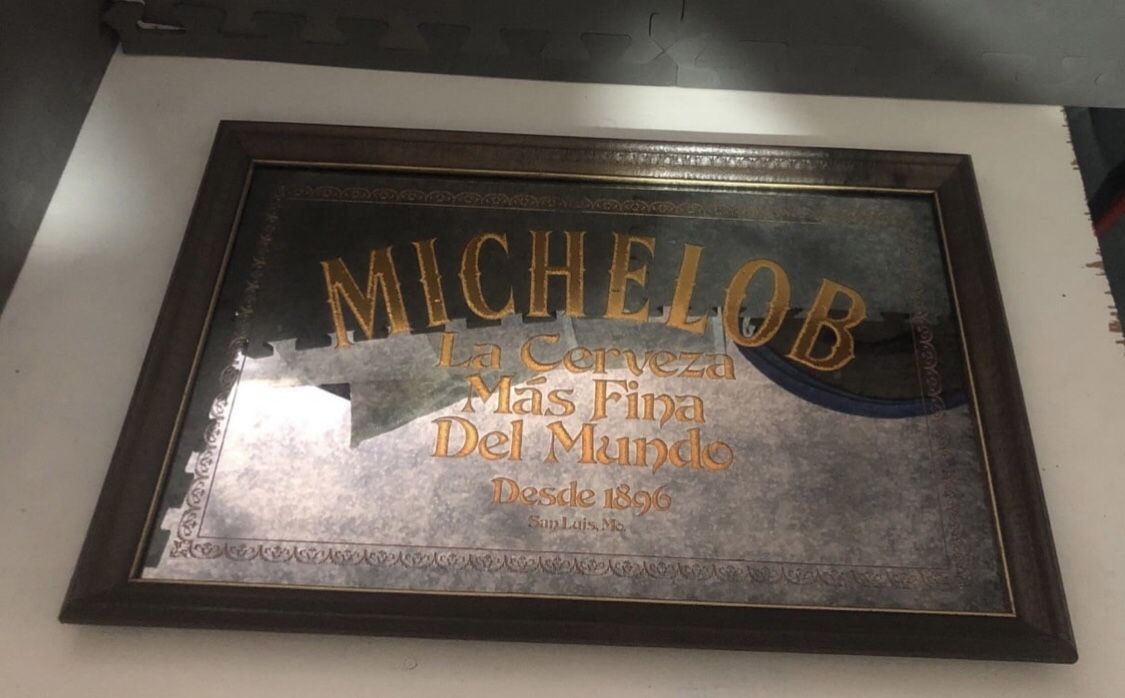 MICHELOB
La Cerveza
Más Fina
Del Mundo
Desde 1896
San Luis, Mo.